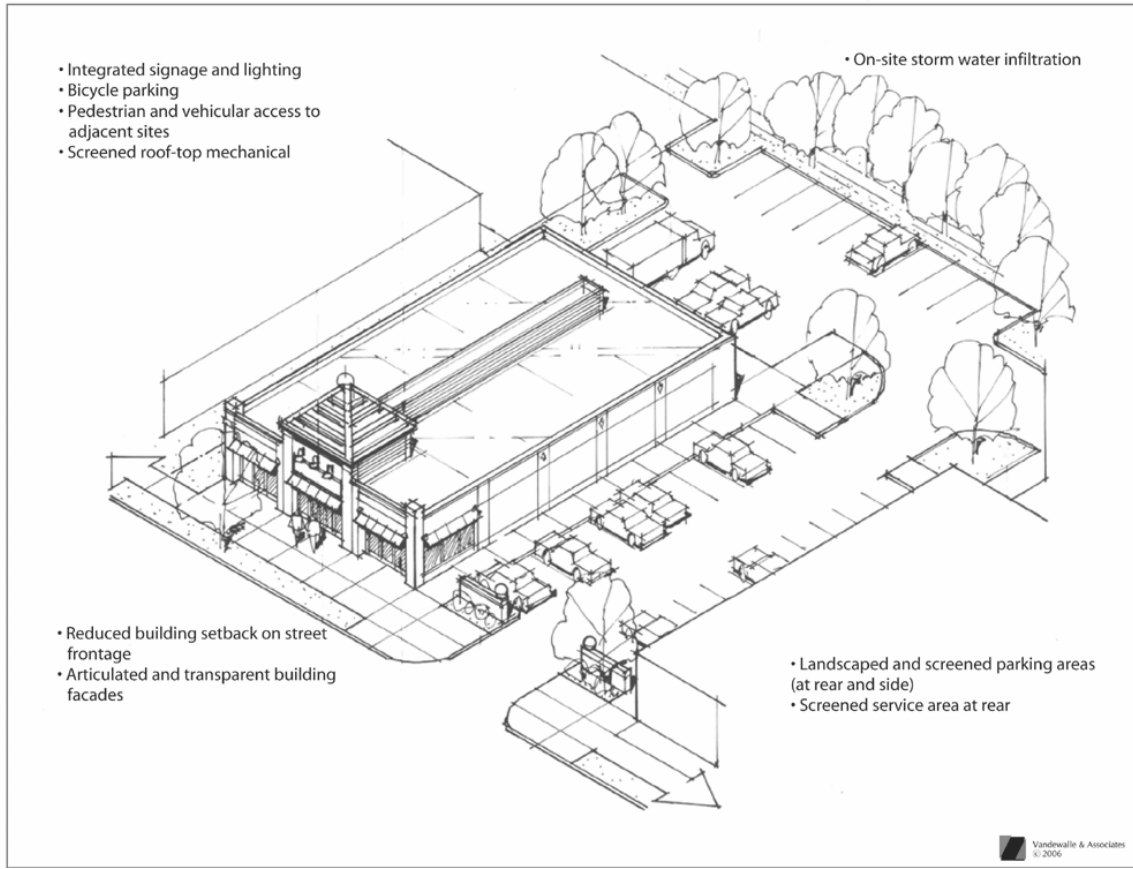 • Integrated signage and lighting
• Bicycle parking
• Pedestrian and vehicular access to
adjacent sites
• Screened roof-top mechanical
• On-site storm water infiltration
• Reduced building setback on street
frontage
• Articulated and transparent building
facades
• Landscaped and screened parking areas
(at rear and side)
• Screened service area at rear
Vandewalle & Associates
© 2006